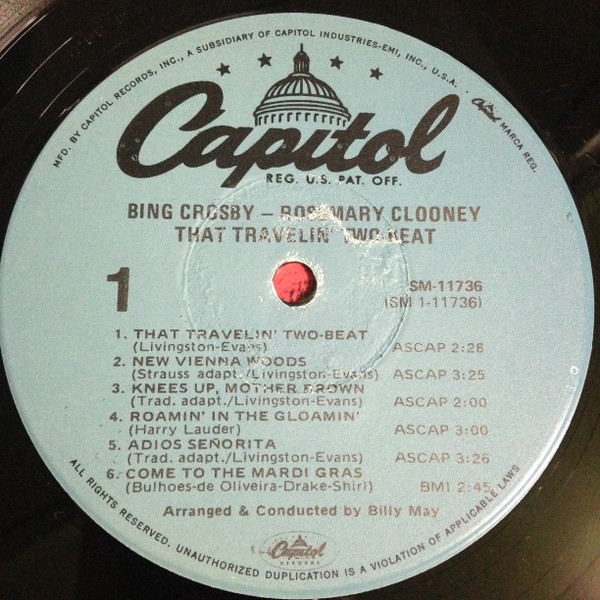 MFD. BY CAPITOL RECORDS, INC., A SUBSIDIARY OF CAPITOL INDUSTRIES-EMI, INC., U.S.A. · Capitol MARCA REG.
Capitol
REG. U.S. PAT. OFF.
BING CROSBY – ROSEMARY CLOONEY
THAT TRAVELIN' TWO-BEAT
1
SM-11736
(SM 1-11736)
1. THAT TRAVELIN' TWO-BEAT
(Livingston-Evans) ASCAP 2:28
2. NEW VIENNA WOODS
(Strauss adapt./Livingston-Evans) ASCAP 3:25
3. KNEES UP, MOTHER BROWN
(Trad. adapt./Livingston-Evans) ASCAP 2:00
4. ROAMIN' IN THE GLOAMIN'
(Harry Lauder) ASCAP 3:00
5. ADIOS SEÑORITA
(Trad. adapt./Livingston-Evans) ASCAP 3:26
6. COME TO THE MARDI GRAS
(Bulhoes-de Oliveira-Drake-Shirl) BMI 2:45
Arranged & Conducted by Billy May
Capitol
RECORDS
ALL RIGHTS RESERVED. UNAUTHORIZED DUPLICATION IS A VIOLATION OF APPLICABLE LAWS